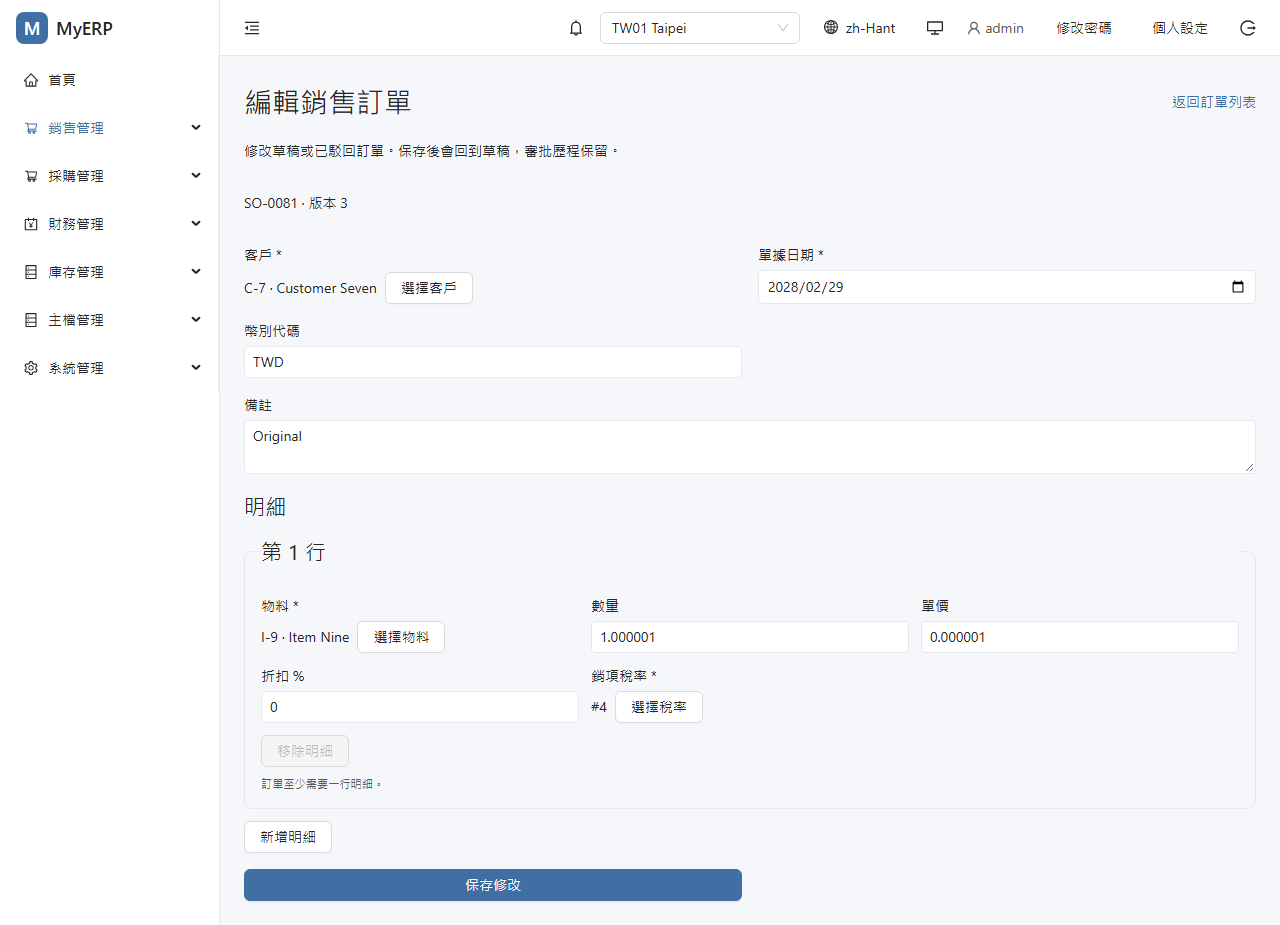 M MyERP
TW01 Taipei
zh-Hant
admin
修改密碼
個人設定
首頁
銷售管理
採購管理
財務管理
庫存管理
主檔管理
系統管理
編輯銷售訂單
返回訂單列表
修改草稿或已駁回訂單。保存後會回到草稿，審批歷程保留。
SO-0081 · 版本 3
客戶 *
單據日期 *
C-7 · Customer Seven 選擇客戶
2028/02/29
幣別代碼
TWD
備註
Original
明細
第 1 行
物料 *
數量
單價
I-9 · Item Nine 選擇物料
1.000001
0.000001
折扣 %
銷項稅率 *
0
#4 選擇稅率
移除明細
訂單至少需要一行明細。
新增明細
保存修改